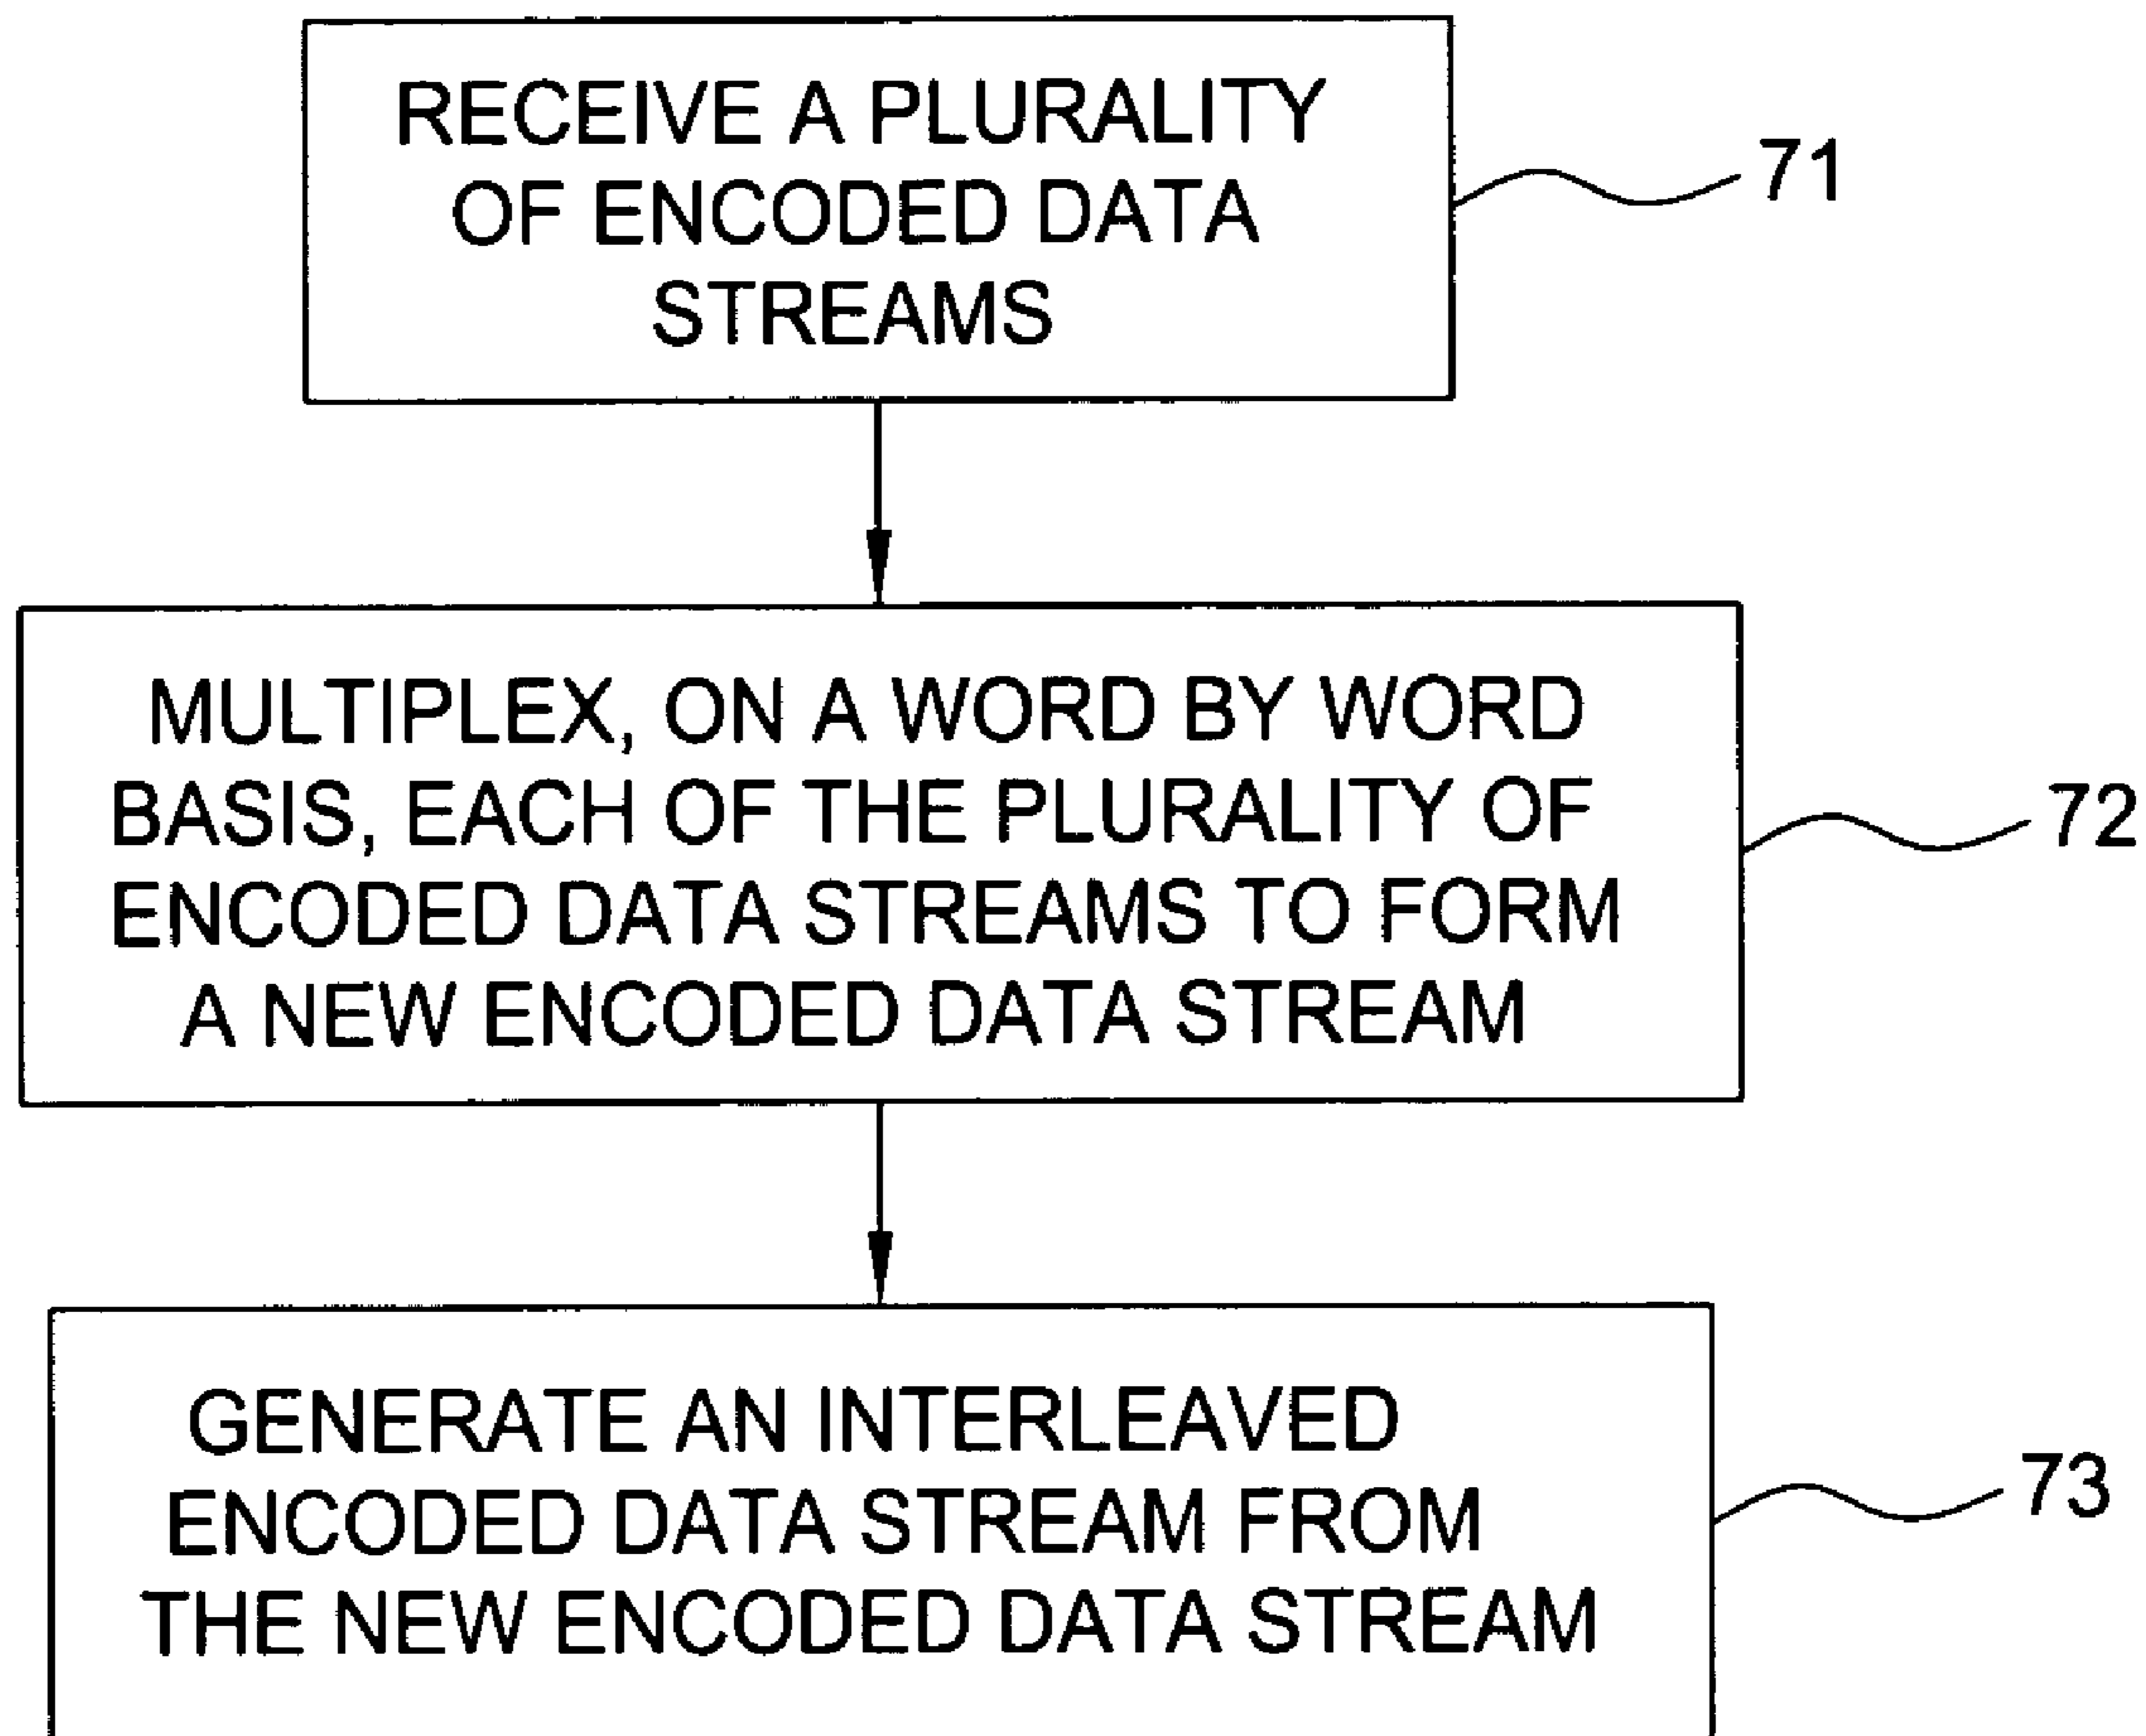 RECEIVE A PLURALITY
OF ENCODED DATA
STREAMS
71
MULTIPLEX, ON A WORD BY WORD
BASIS, EACH OF THE PLURALITY OF
ENCODED DATA STREAMS TO FORM
A NEW ENCODED DATA STREAM
72
GENERATE AN INTERLEAVED
ENCODED DATA STREAM FROM
THE NEW ENCODED DATA STREAM
73